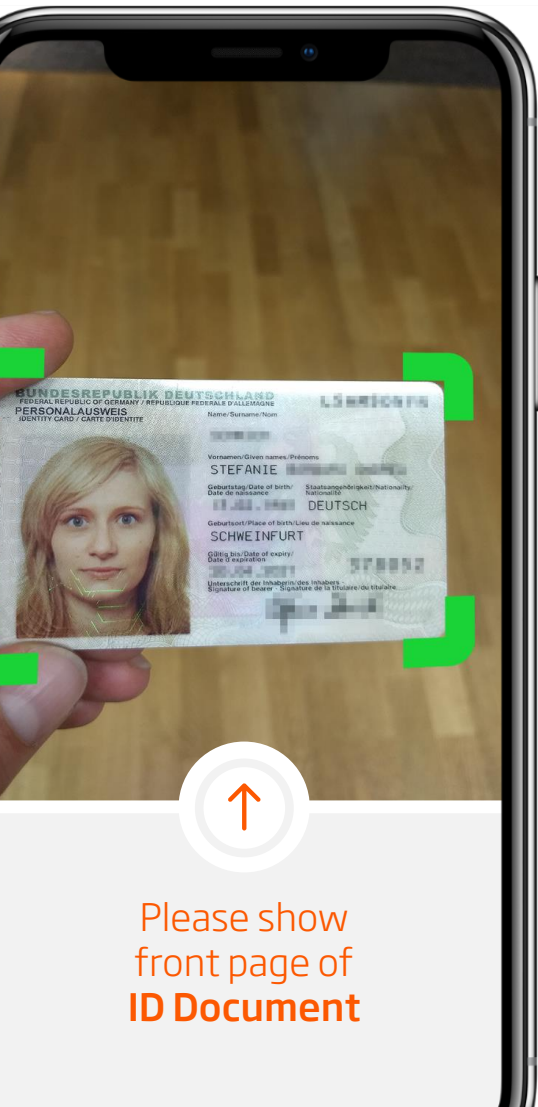 BUNDESREPUBLIK DEUTSCHLAND
FEDERAL REPUBLIC OF GERMANY / REPUBLIQUE FEDERALE D'ALLEMAGNE
PERSONALAUSWEIS
IDENTITY CARD / CARTE D'IDENTITE
Name/Surname/Nom
Vornamen/Given names/Prénoms
STEFANIE
Geburtstag/Date of birth/
Date de naissance
Staatsangehörigkeit/Nationality/
Nationalité
DEUTSCH
Geburtsort/Place of birth/Lieu de naissance
SCHWEINFURT
Gültig bis/Date of expiry/
Date d'expiration
Unterschrift der Inhaberin/des Inhabers -
Signature of bearer - Signature de la titulaire/du titulaire
Please show
front page of
ID Document